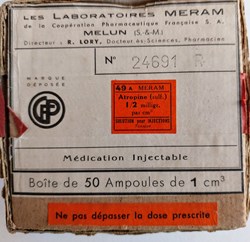 LES LABORATOIRES MERAM
de la Coopération Pharmaceutique Française S. A.
MELUN (S.-&-M.)
Directeur : R. LORY, Docteur ès-Sciences, Pharmacien
MARQUE
DÉPOSÉE
N° 24691 R
49 A MERAM
Atropine (sulf.)
1.2 milligr.
par cm³
Médication Injectable
Boîte de 50 Ampoules de 1 cm³
Ne pas dépasser la dose prescrite